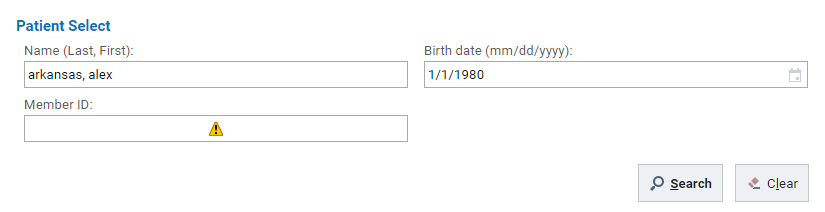 Patient Select
Name (Last, First):
Birth date (mm/dd/yyyy):
arkansas, alex
1/1/1980
Member ID:
Search
Clear